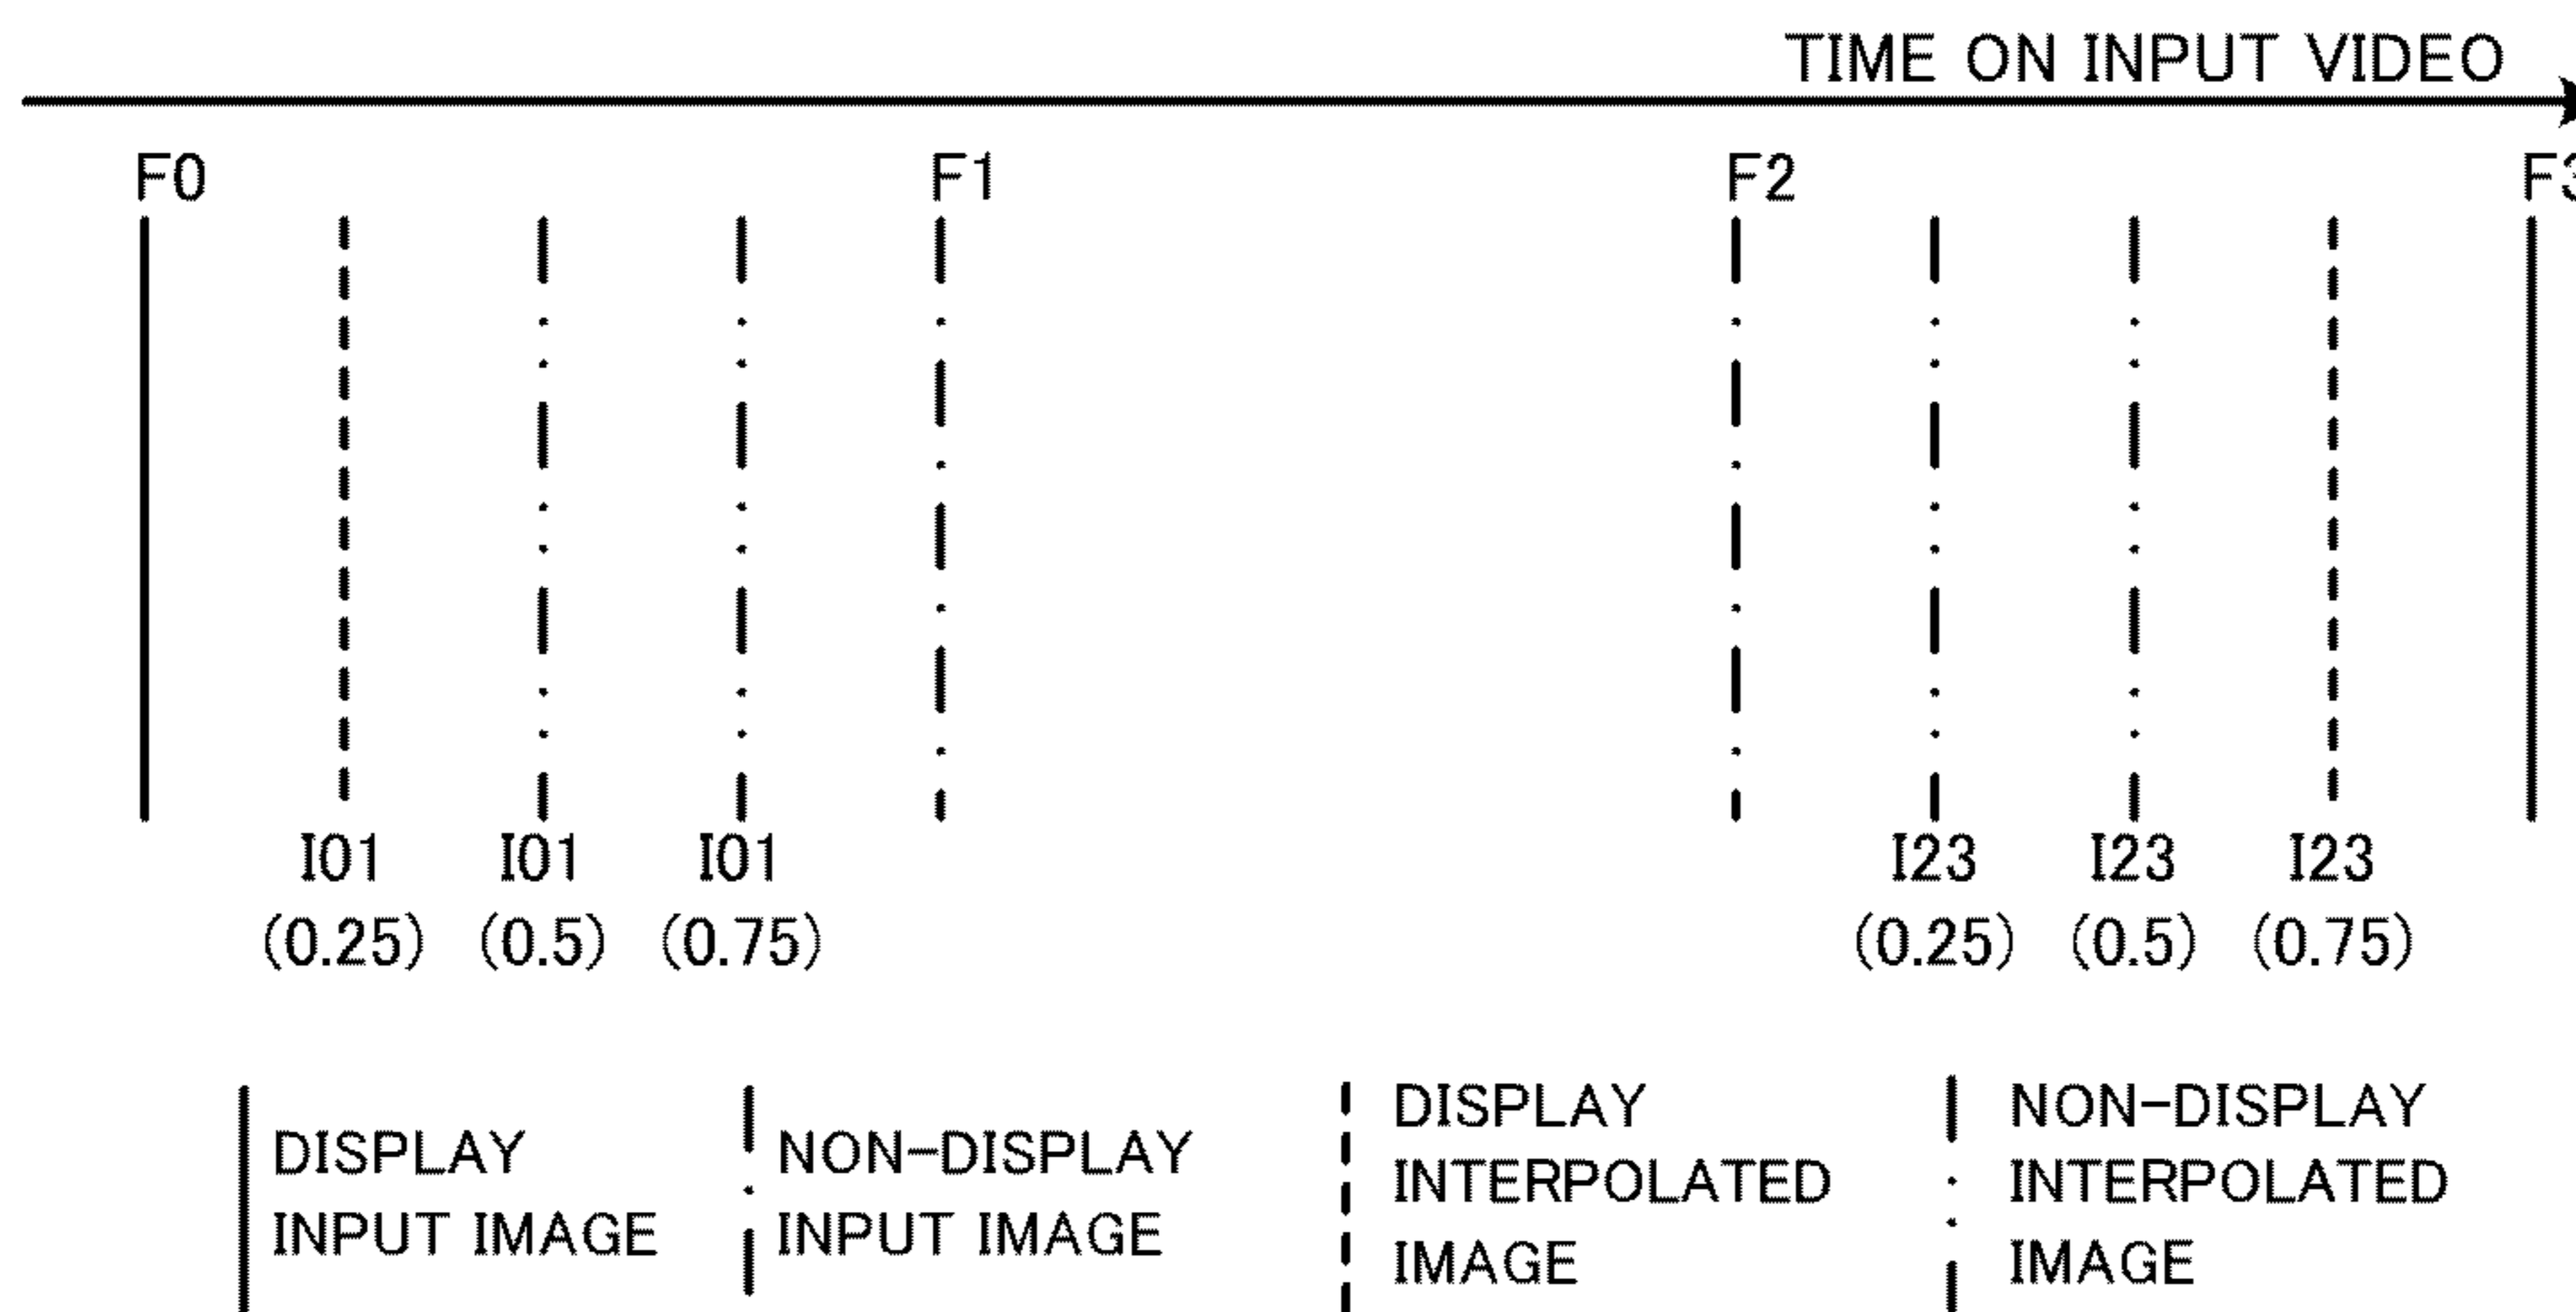 TIME ON INPUT VIDEO
F0 F1 F2 F3
I01 I01 I01 I23 I23 I23
(0.25) (0.5) (0.75) (0.25) (0.5) (0.75)
DISPLAY
INPUT IMAGE
NON-DISPLAY
INPUT IMAGE
DISPLAY
INTERPOLATED
IMAGE
NON-DISPLAY
INTERPOLATED
IMAGE